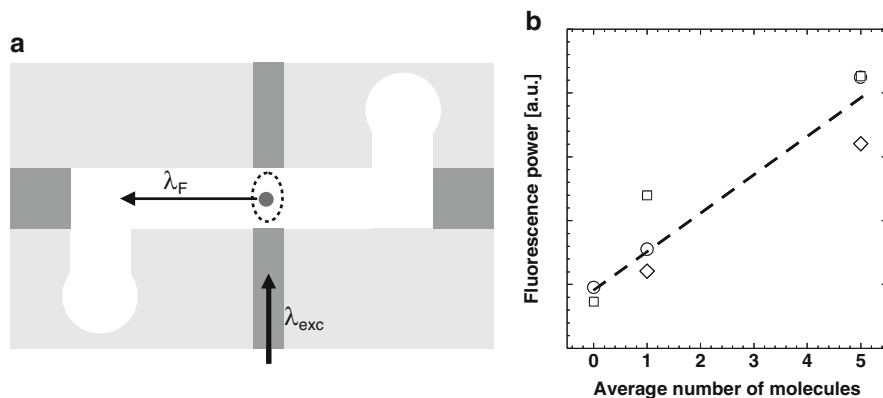 a
λF
λexc
b
Fluorescence power [a.u.]
0 1 2 3 4 5
Average number of molecules